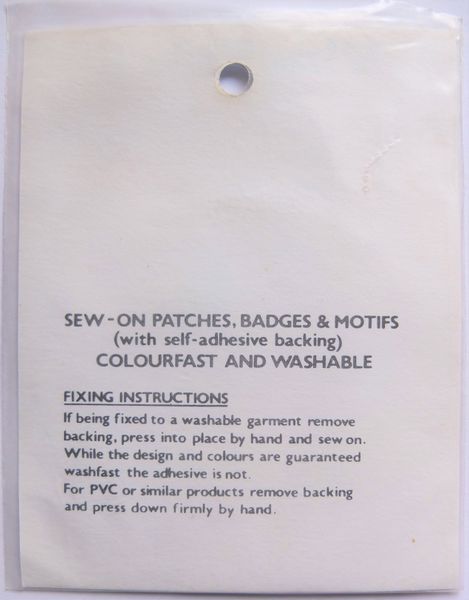 SEW-ON PATCHES, BADGES & MOTIFS
(with self-adhesive backing)
COLOURFAST AND WASHABLE
FIXING INSTRUCTIONS
If being fixed to a washable garment remove
backing, press into place by hand and sew on.
While the design and colours are guaranteed
washfast the adhesive is not.
For PVC or similar products remove backing
and press down firmly by hand.